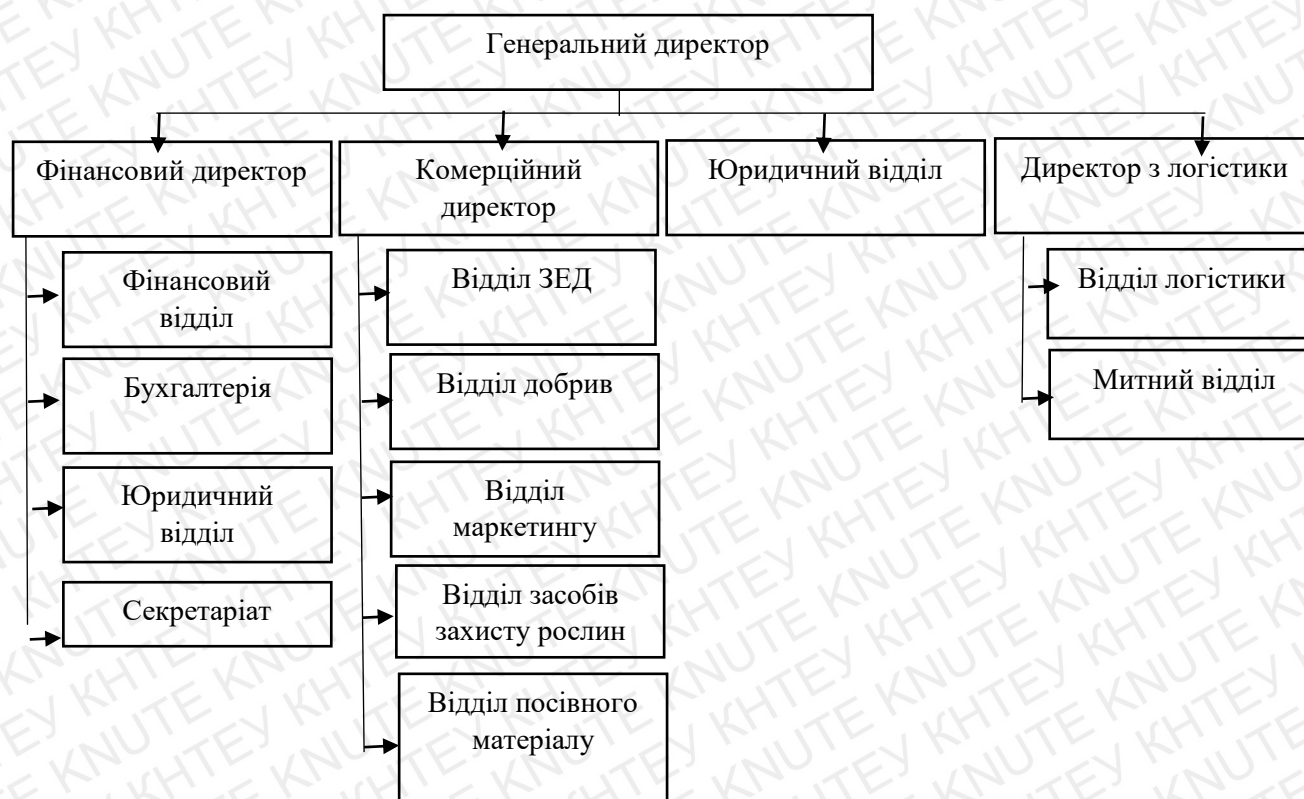 Генеральний директор
Фінансовий директор
Комерційний
директор
Юридичний відділ
Директор з логістики
Фінансовий
відділ
Бухгалтерія
Юридичний
відділ
Секретаріат
Відділ ЗЕД
Відділ добрив
Відділ
маркетингу
Відділ засобів
захисту рослин
Відділ посівного
матеріалу
Відділ логістики
Митний відділ